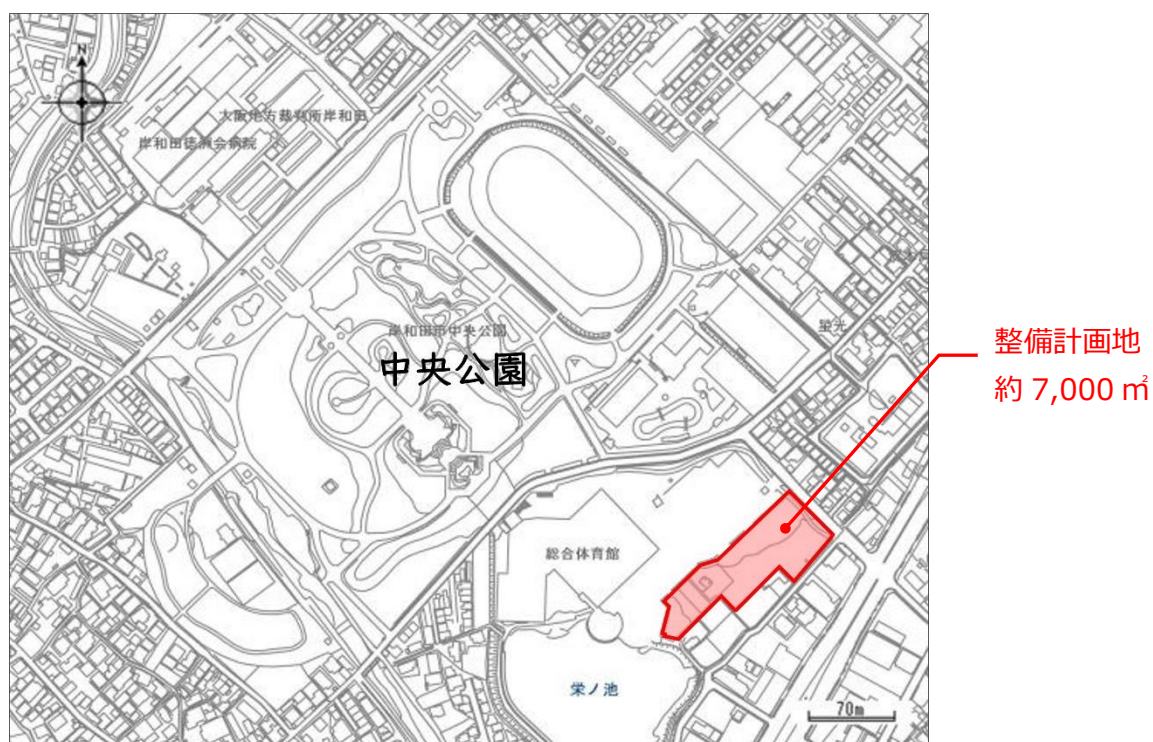 N
大阪地方裁判所岸和田
岸和田徳洲会病院
岸和田市中央公園
中央公園
整備計画地
約 7,000 ㎡
総合体育館
栄ノ池
70m